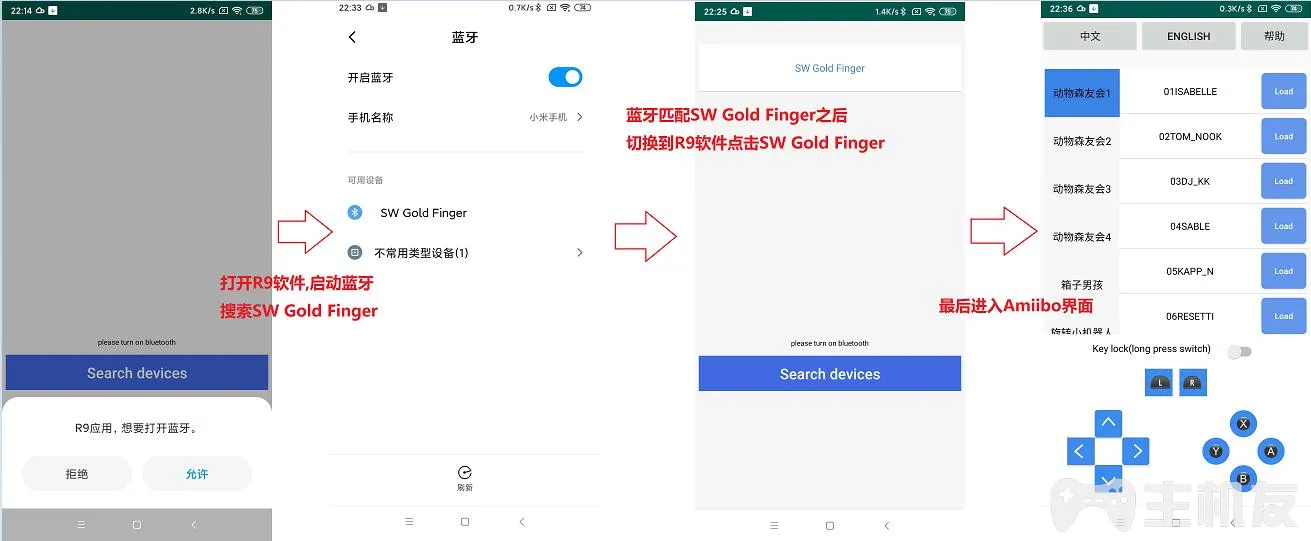 22:14
2.8K/s
75
please turn on bluetooth
Search devices
R9应用，想要打开蓝牙。
拒绝
允许
打开R9软件,启动蓝牙
搜索SW Gold Finger
22:33
0.7K/s
74
蓝牙
开启蓝牙
手机名称
小米手机
可用设备
SW Gold Finger
不常用类型设备(1)
刷新
蓝牙匹配SW Gold Finger之后
切换到R9软件点击SW Gold Finger
22:25
1.4K/s
75
SW Gold Finger
please turn on bluetooth
Search devices
最后进入Amiibo界面
22:36
0.3K/s
74
中文
ENGLISH
帮助
动物森友会1
动物森友会2
动物森友会3
动物森友会4
箱子男孩
旋转小机器人
01ISABELLE
Load
02TOM_NOOK
Load
03DJ_KK
Load
04SABLE
Load
05KAPP_N
Load
06RESETTI
Load
Key lock(long press switch)
L
R
X
Y
A
B
主机友